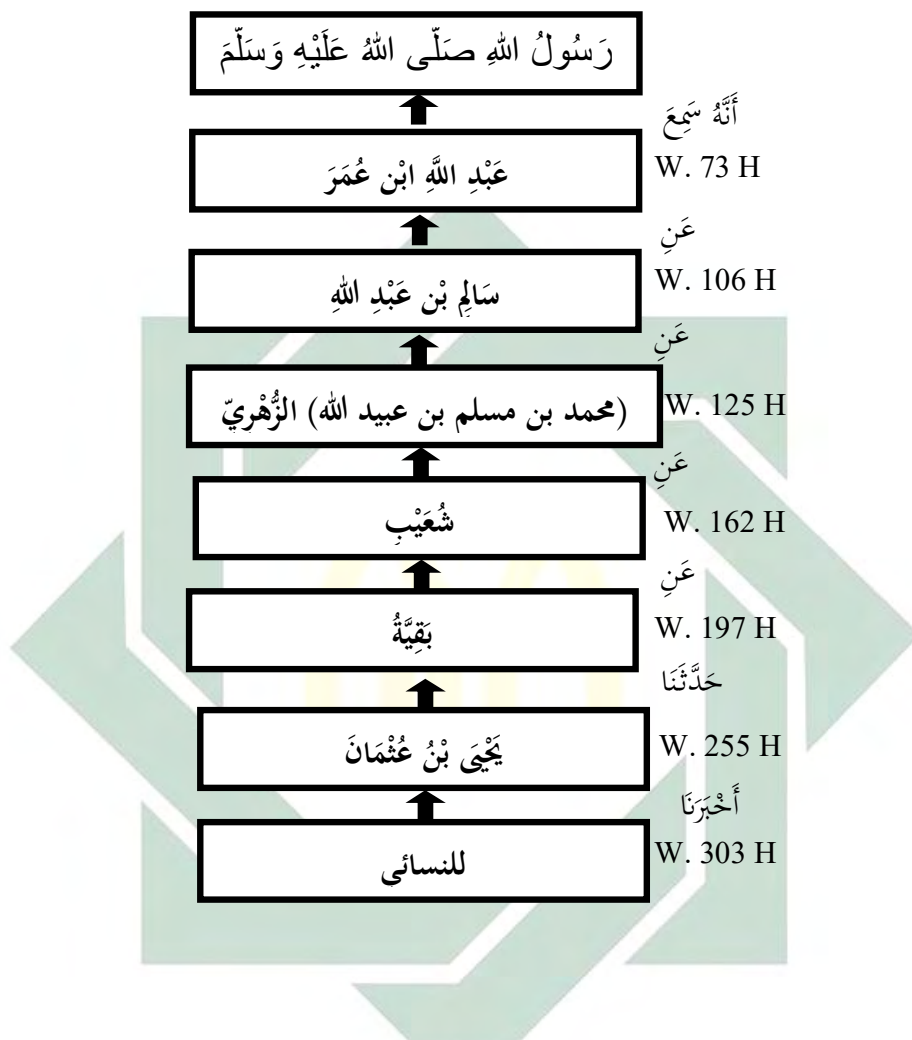 رَسُولُ اللهِ صَلَّى اللهُ عَلَيْهِ وَسَلَّمَ
أَنَّهُ سَمِعَ
عَبْدِ اللَّهِ ابْن عُمَرَ
W. 73 H
عَنِ
سَالِمِ بْن عَبْدِ اللهِ
W. 106 H
عَنِ
(محمد بن مسلم بن عبيد الله) الزُّهْرِيّ
W. 125 H
عَنِ
شُعَيْبِ
W. 162 H
عَنِ
بَقِيَّةُ
W. 197 H
حَدَّثَنَا
يَحْيَى بْنُ عُثْمَانَ
W. 255 H
أَخْبَرَنَا
للنسائى
W. 303 H